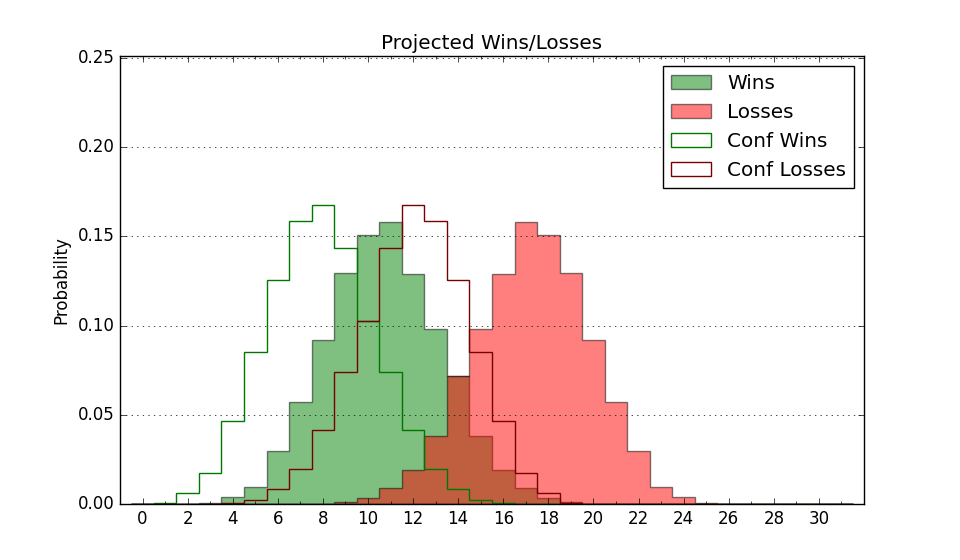 Projected Wins/Losses
0.25
0.20
0.15
0.10
0.05
0.00
Probability
Wins
Losses
Conf Wins
Conf Losses
0 2 4 6 8 10 12 14 16 18 20 22 24 26 28 30